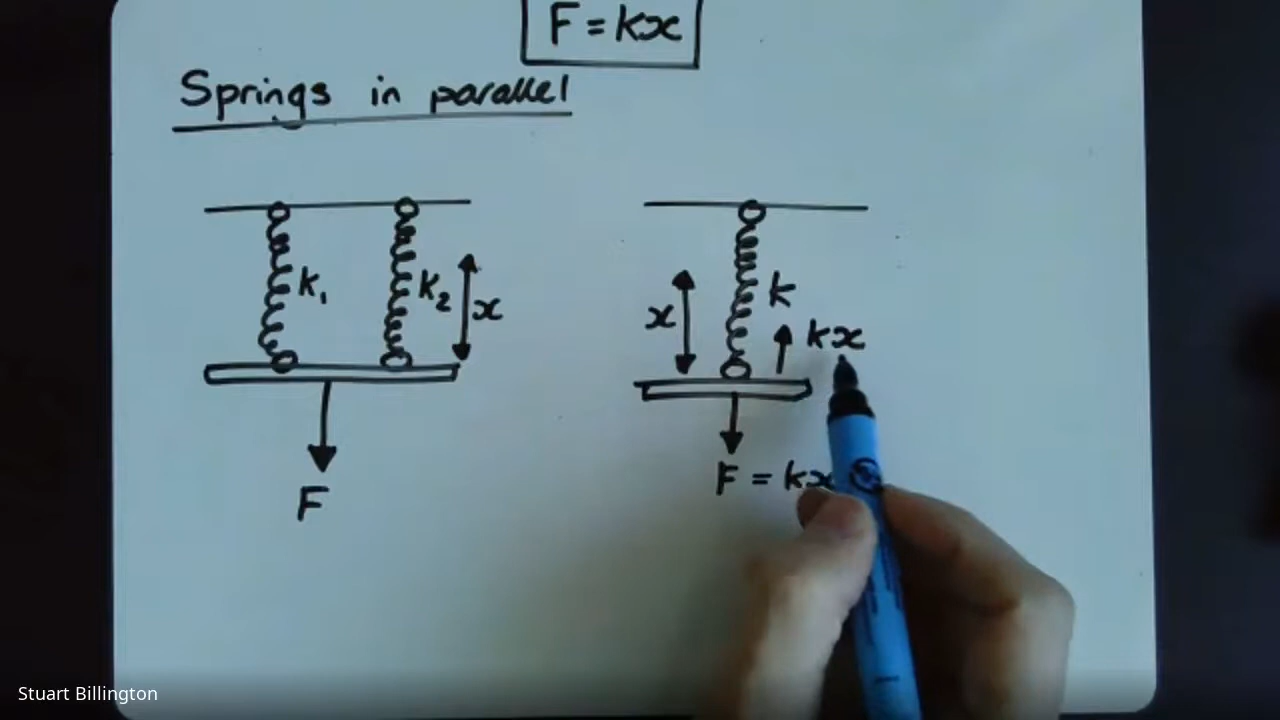 F = kx
Springs in parallel
k₁
k₂
x
F
x
k
kx
F = kx
Stuart Billington